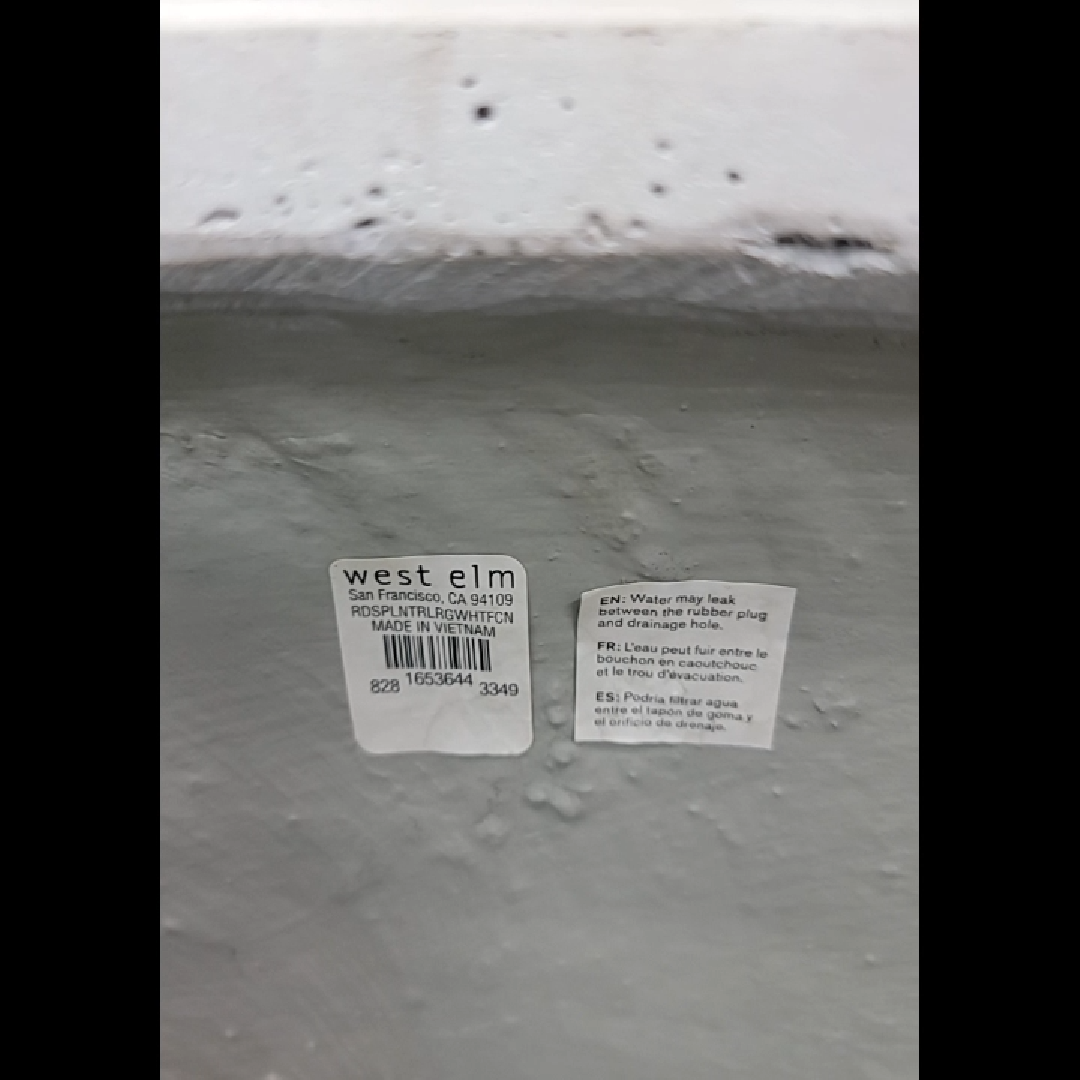 west elm
San Francisco, CA 94109
RDSPLNTRLRGWHTFCN
MADE IN VIETNAM
828 1653644 3349
EN: Water may leak
between the rubber plug
and drainage hole.
FR: L'eau peut fuir entre le
bouchon en caoutchouc
et le trou d'évacuation.
ES: Podría filtrar agua
entre el tapón de goma y
el orificio de drenaje.